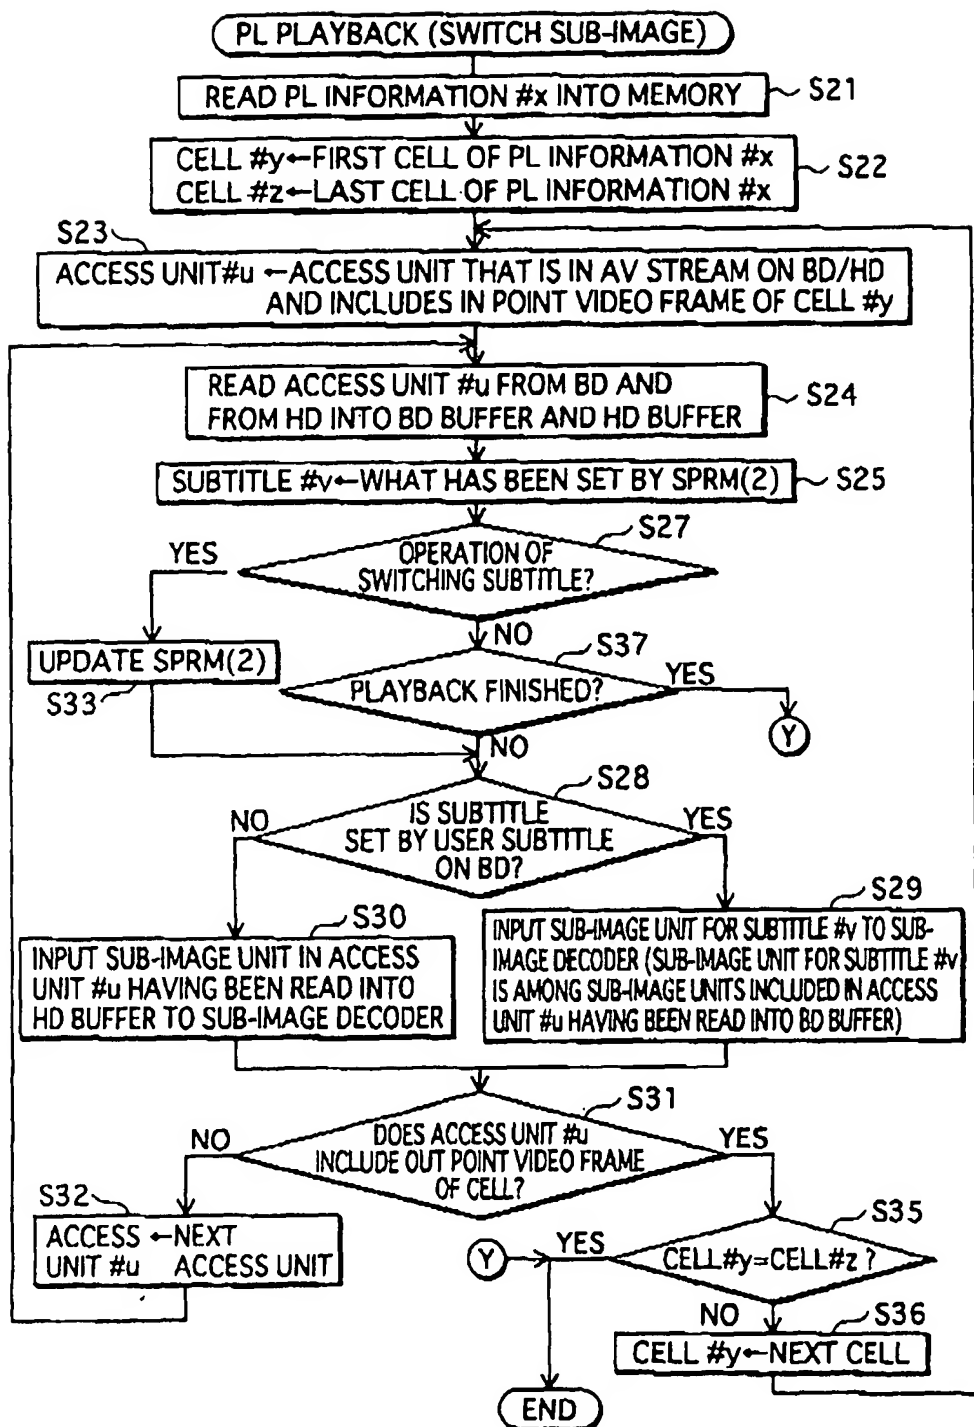 PL PLAYBACK (SWITCH SUB-IMAGE)
READ PL INFORMATION #x INTO MEMORY
S21
CELL #y←FIRST CELL OF PL INFORMATION #x
CELL #z←LAST CELL OF PL INFORMATION #x
S22
S23
ACCESS UNIT#u ←ACCESS UNIT THAT IS IN AV STREAM ON BD/HD
AND INCLUDES IN POINT VIDEO FRAME OF CELL #y
READ ACCESS UNIT #u FROM BD AND
FROM HD INTO BD BUFFER AND HD BUFFER
S24
SUBTITLE #v←WHAT HAS BEEN SET BY SPRM(2)
S25
S27
YES
OPERATION OF
SWITCHING SUBTITLE?
NO
UPDATE SPRM(2)
S33
S37
PLAYBACK FINISHED?
YES
Y
NO
S28
NO
IS SUBTITLE
SET BY USER SUBTITLE
ON BD?
YES
S30
INPUT SUB-IMAGE UNIT IN ACCESS
UNIT #u HAVING BEEN READ INTO
HD BUFFER TO SUB-IMAGE DECODER
S29
INPUT SUB-IMAGE UNIT FOR SUBTITLE #v TO SUB-
IMAGE DECODER (SUB-IMAGE UNIT FOR SUBTITLE #v
IS AMONG SUB-IMAGE UNITS INCLUDED IN ACCESS
UNIT #u HAVING BEEN READ INTO BD BUFFER)
S31
NO
DOES ACCESS UNIT #u
INCLUDE OUT POINT VIDEO FRAME
OF CELL?
YES
S32
ACCESS ←NEXT
UNIT #u ACCESS UNIT
S35
Y
YES
CELL#y=CELL#z ?
NO
S36
CELL #y←NEXT CELL
END